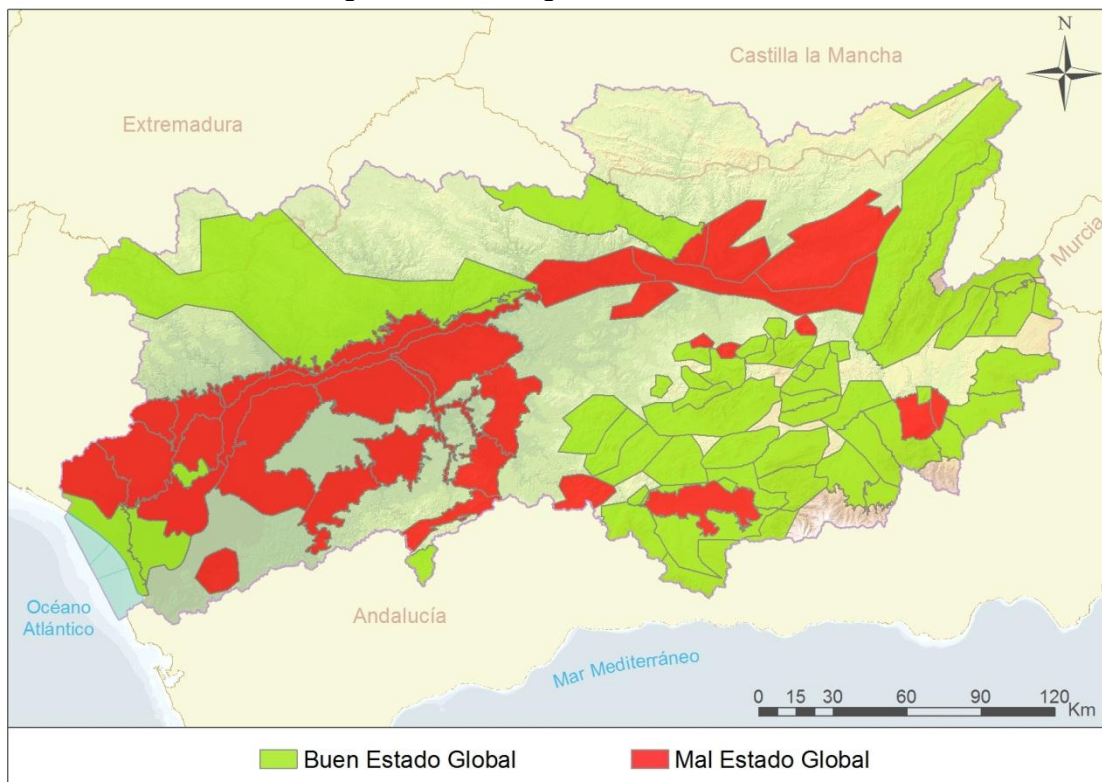 N
Castilla la Mancha
Extremadura
Murcia
Océano
Atlántico
Andalucía
Mar Mediterráneo
0 15 30 60 90 120
Km
Buen Estado Global
Mal Estado Global